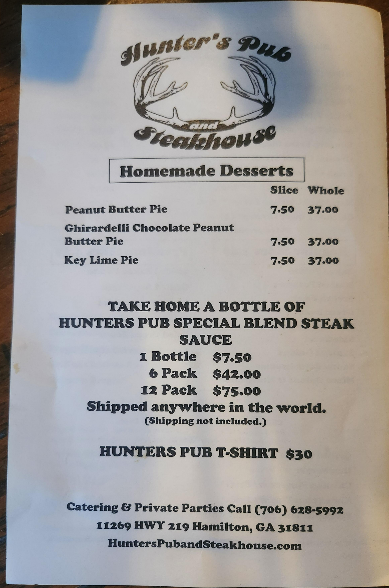 Hunter's Pub
and
Steakhouse
Homemade Desserts
Slice Whole
Peanut Butter Pie 7.50 37.00
Ghirardelli Chocolate Peanut
Butter Pie 7.50 37.00
Key Lime Pie 7.50 37.00
TAKE HOME A BOTTLE OF
HUNTERS PUB SPECIAL BLEND STEAK
SAUCE
1 Bottle $7.50
6 Pack $42.00
12 Pack $75.00
Shipped anywhere in the world.
(Shipping not included.)
HUNTERS PUB T-SHIRT $30
Catering & Private Parties Call (706) 628-5992
11269 HWY 219 Hamilton, GA 31811
HuntersPubandSteakhouse.com